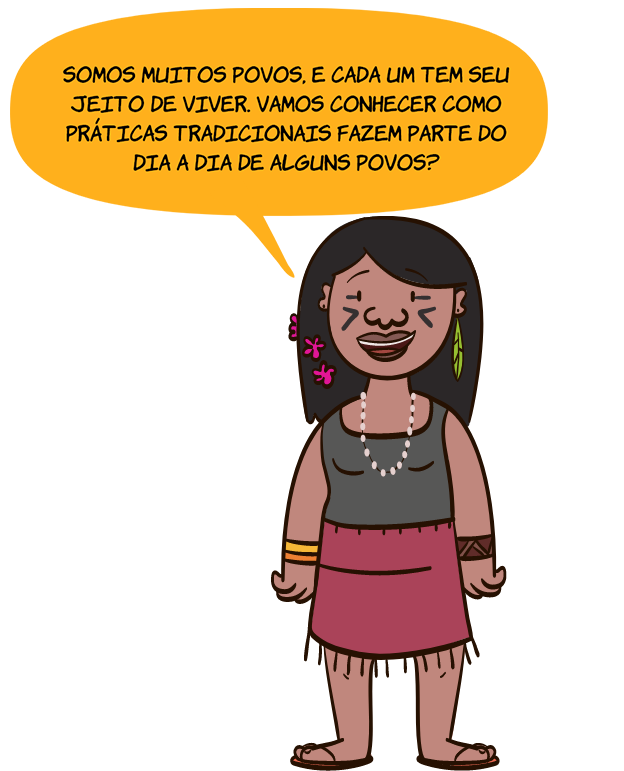 SOMOS MUITOS POVOS, E CADA UM TEM SEU
JEITO DE VIVER. VAMOS CONHECER COMO
PRÁTICAS TRADICIONAIS FAZEM PARTE DO
DIA A DIA DE ALGUNS POVOS?